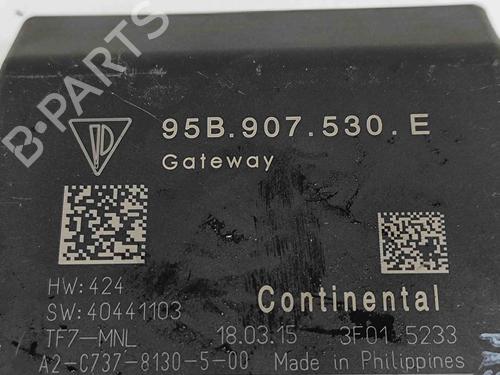 B-PARTS
95B.907.530.E
Gateway
HW:424
SW:40441103
Continental
TF7-MNL 18.03.15 3F01.5233
A2-C737-8130-5-00 Made in Philippines